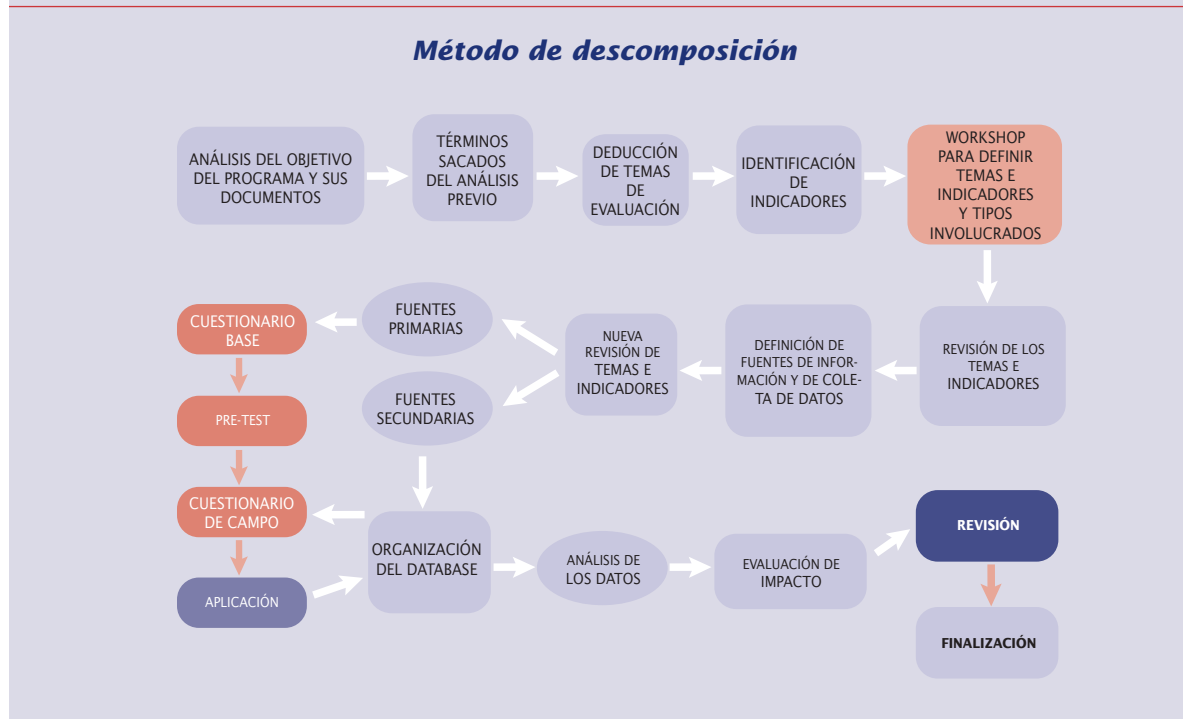 Método de descomposición
ANÁLISIS DEL OBJETIVO
DEL PROGRAMA Y SUS
DOCUMENTOS
TÉRMINOS
SACADOS
DEL ANÁLISIS
PREVIO
DEDUCCIÓN
DE TEMAS
DE
EVALUACIÓN
IDENTIFICACIÓN
DE
INDICADORES
WORKSHOP
PARA DEFINIR
TEMAS E
INDICADORES
Y TIPOS
INVOLUCRADOS
REVISIÓN DE LOS
TEMAS E
INDICADORES
DEFINICIÓN DE
FUENTES DE INFOR-
MACIÓN Y DE COLE-
TA DE DATOS
NUEVA
REVISIÓN DE
TEMAS E
INDICADORES
FUENTES
PRIMARIAS
FUENTES
SECUNDARIAS
CUESTIONARIO
BASE
PRE-TEST
CUESTIONARIO
DE CAMPO
APLICACIÓN
ORGANIZACIÓN
DEL DATABASE
ANÁLISIS DE
LOS DATOS
EVALUACIÓN DE
IMPACTO
REVISIÓN
FINALIZACIÓN